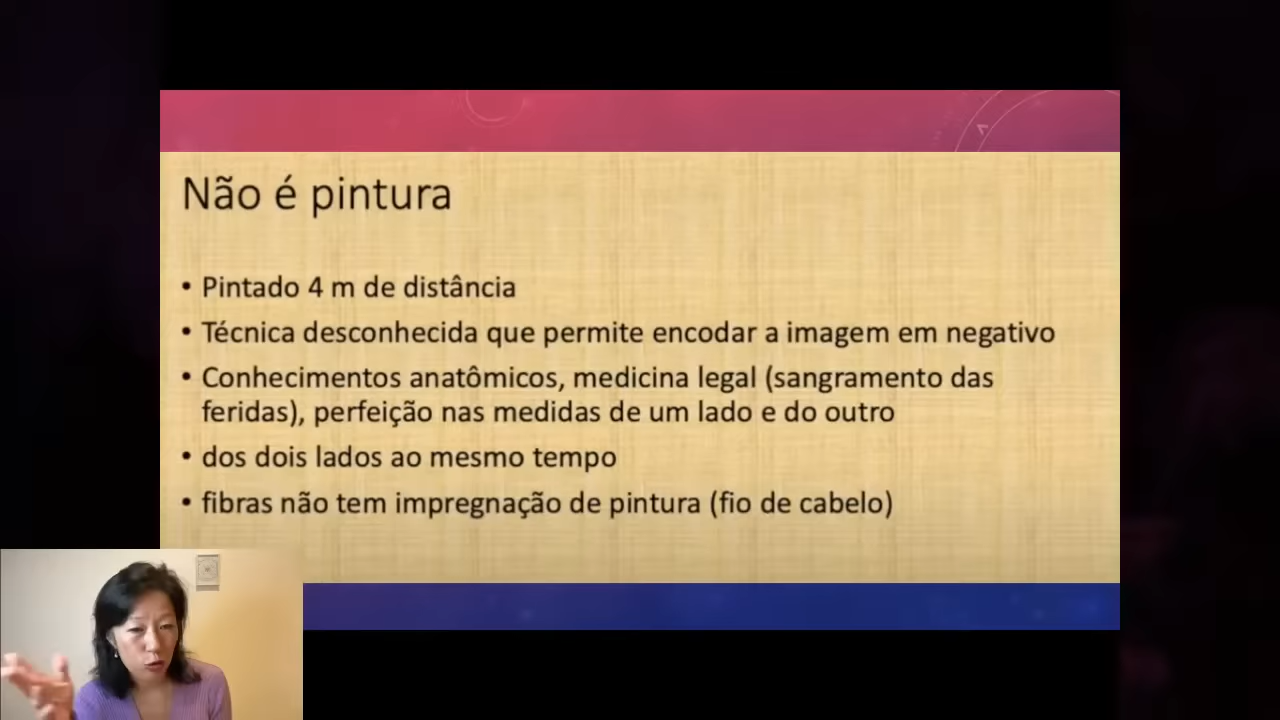 Não é pintura
• Pintado 4 m de distância
• Técnica desconhecida que permite encodar a imagem em negativo
• Conhecimentos anatômicos, medicina legal (sangramento das
feridas), perfeição nas medidas de um lado e do outro
• dos dois lados ao mesmo tempo
• fibras não tem impregnação de pintura (fio de cabelo)